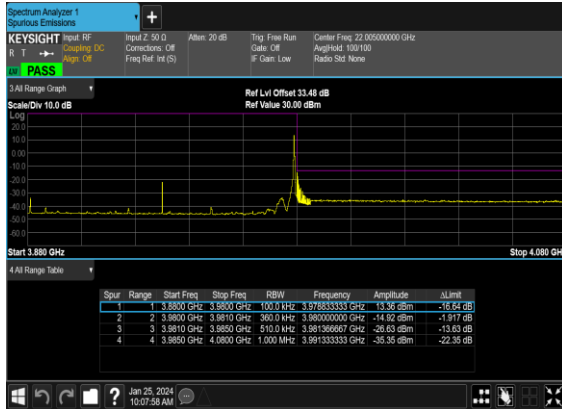 Spectrum Analyzer 1
Spurious Emissions
+
KEYSIGHT Input: RF Input Z: 50 Ω Atten: 20 dB Trig: Free Run Center Freq: 22.005000000 GHz
R T Coupling: DC Corrections: Off Gate: Off Avg|Hold: 100/100
Align: Off Freq Ref: Int (S) IF Gain: Low Radio Std: None
PASS
3 All Range Graph
Ref Lvl Offset 33.48 dB
Scale/Div 10.0 dB Ref Value 30.00 dBm
Log
20.0
10.0
0.00
-10.0
-20.0
-30.0
-40.0
-50.0
-60.0
Start 3.880 GHz Stop 4.080 GH
4 All Range Table
Spur Range Start Freq Stop Freq RBW Frequency Amplitude ΔLimit
1 1 3.8800 GHz 3.9800 GHz 100.0 kHz 3.978833333 GHz 13.36 dBm -16.64 dB
2 2 3.9800 GHz 3.9810 GHz 360.0 kHz 3.980000000 GHz -14.92 dBm -1.917 dB
3 3 3.9810 GHz 3.9850 GHz 510.0 kHz 3.981366667 GHz -26.63 dBm -13.63 dB
4 4 3.9850 GHz 4.0800 GHz 1.000 MHz 3.991333333 GHz -35.35 dBm -22.35 dB
? Jan 25, 2024
10:07:58 AM